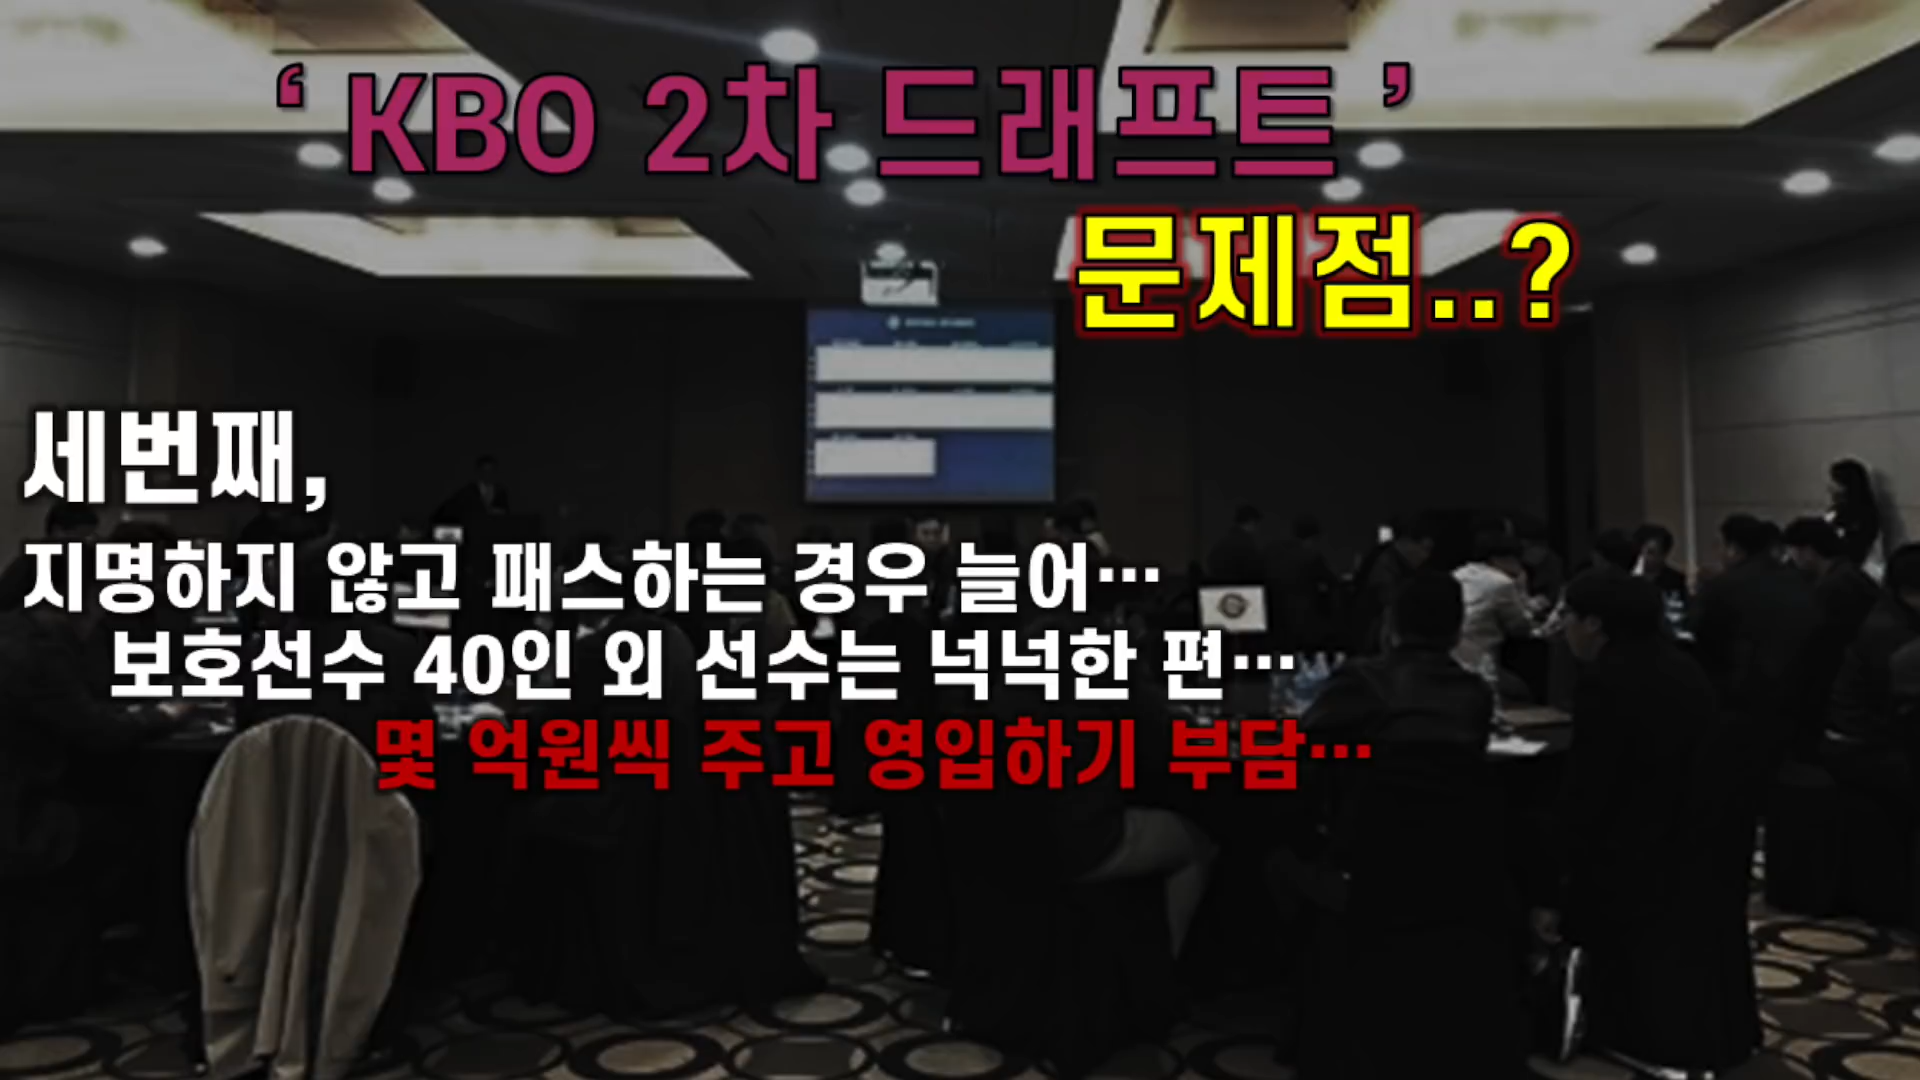 ‘ KBO 2차 드래프트 ’
문제점..?
세번째,
지명하지 않고 패스하는 경우 늘어…
보호선수 40인 외 선수는 넉넉한 편…
몇 억원씩 주고 영입하기 부담…